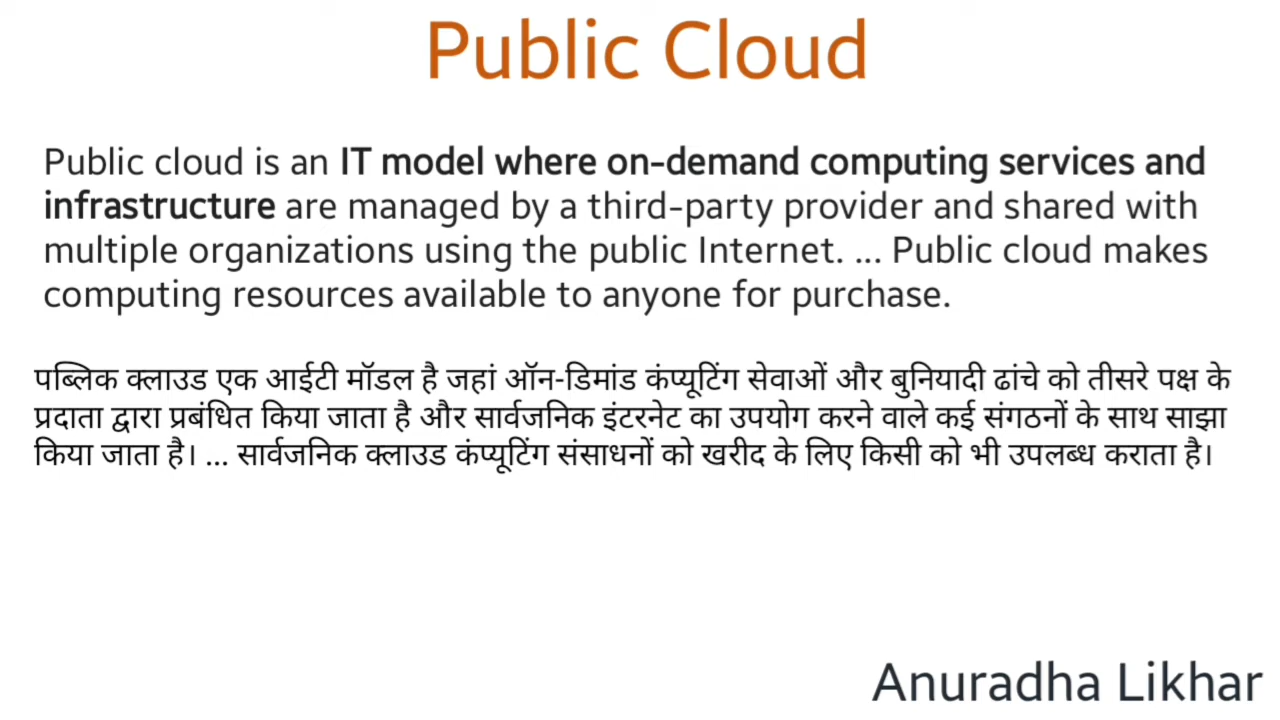 Public Cloud
Public cloud is an IT model where on-demand computing services and
infrastructure are managed by a third-party provider and shared with
multiple organizations using the public Internet. ... Public cloud makes
computing resources available to anyone for purchase.
पब्लिक क्लाउड एक आईटी मॉडल है जहां ऑन-डिमांड कंप्यूटिंग सेवाओं और बुनियादी ढांचे को तीसरे पक्ष के
प्रदाता द्वारा प्रबंधित किया जाता है और सार्वजनिक इंटरनेट का उपयोग करने वाले कई संगठनों के साथ साझा
किया जाता है। ... सार्वजनिक क्लाउड कंप्यूटिंग संसाधनों को खरीद के लिए किसी को भी उपलब्ध कराता है।
Anuradha Likhar